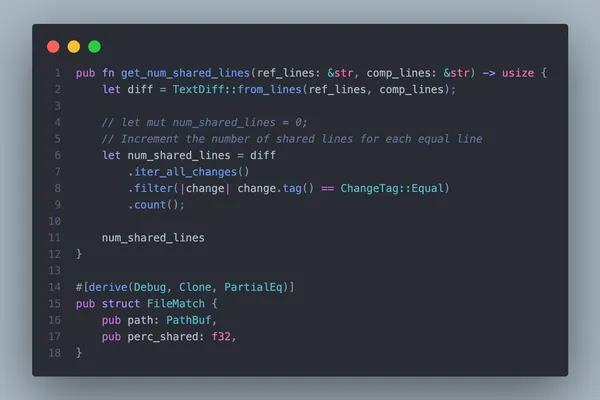 1 pub fn get_num_shared_lines(ref_lines: &str, comp_lines: &str) -> usize {
2     let diff = TextDiff::from_lines(ref_lines, comp_lines);
3
4     // let mut num_shared_lines = 0;
5     // Increment the number of shared lines for each equal line
6     let num_shared_lines = diff
7         .iter_all_changes()
8         .filter(|change| change.tag() == ChangeTag::Equal)
9         .count();
10
11     num_shared_lines
12 }
13
14 #[derive(Debug, Clone, PartialEq)]
15 pub struct FileMatch {
16     pub path: PathBuf,
17     pub perc_shared: f32,
18 }